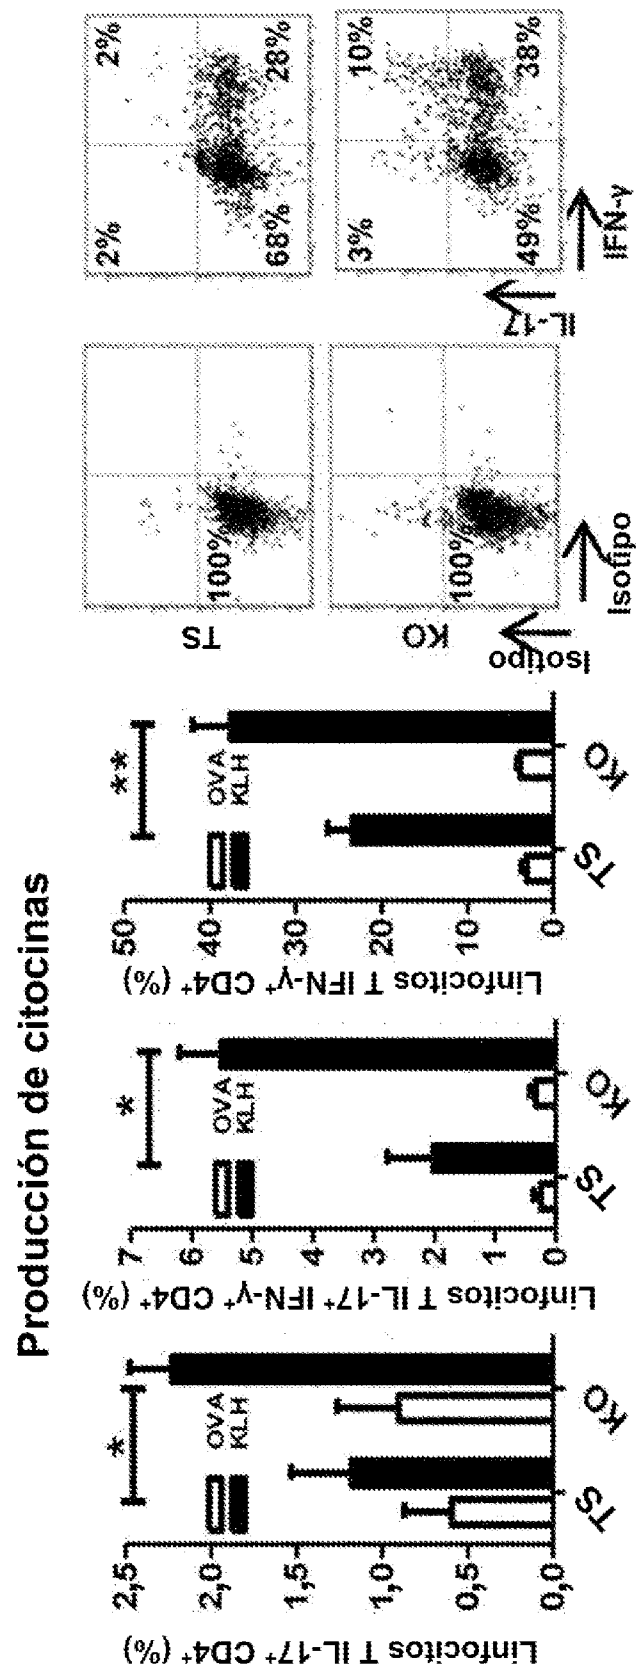 Producción de citocinas
Linfocitos T IL-17⁺ CD4⁺ (%)
2,5
2,0
1,5
1,0
0,5
0,0
*
OVA
KLH
TS
KO
Linfocitos T IL-17⁺ IFN-γ⁺ CD4⁺ (%)
7
6
5
4
3
2
1
0
*
OVA
KLH
TS
KO
Linfocitos T IFN-γ⁺ CD4⁺ (%)
50
40
30
20
10
0
**
OVA
KLH
TS
KO
TS
100%
KO
100%
Isotipo
Isotipo
2%
2%
68%
28%
3%
10%
49%
38%
IL-17
IFN-γ